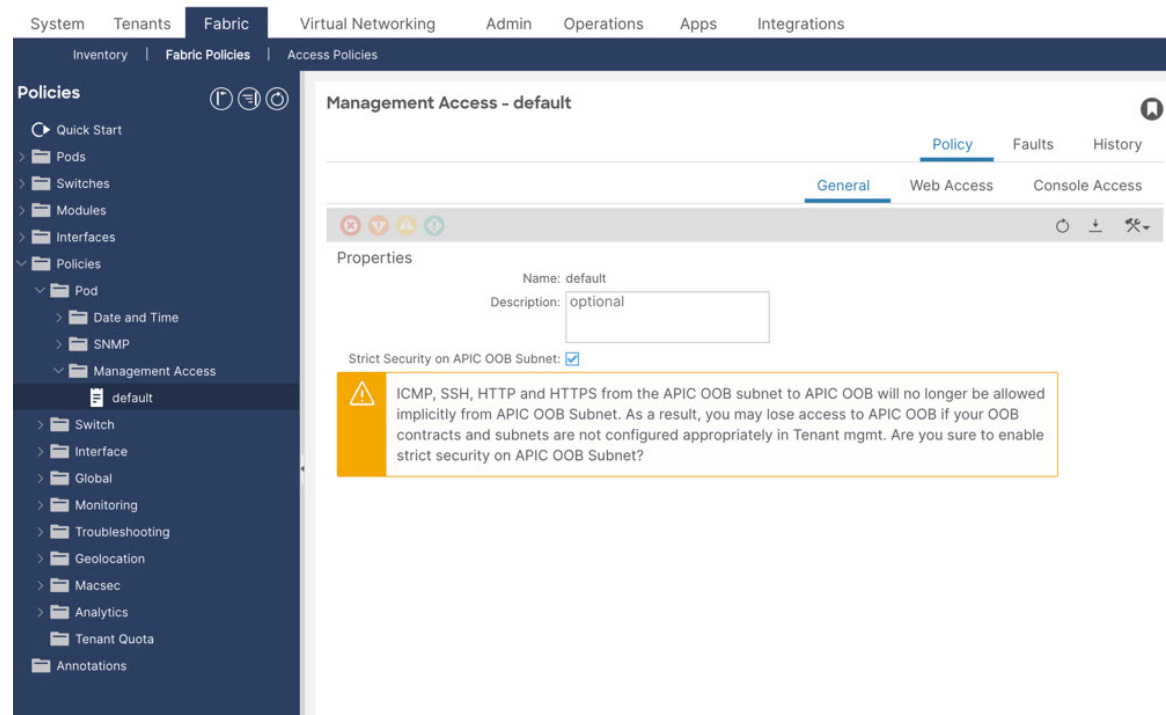 System Tenants Fabric Virtual Networking Admin Operations Apps Integrations
Inventory | Fabric Policies | Access Policies
Policies
Quick Start
Pods
Switches
Modules
Interfaces
Policies
Pod
Date and Time
SNMP
Management Access
default
Switch
Interface
Global
Monitoring
Troubleshooting
Geolocation
Macsec
Analytics
Tenant Quota
Annotations
Management Access - default
Policy Faults History
General Web Access Console Access
Properties
Name: default
Description: optional
Strict Security on APIC OOB Subnet:
ICMP, SSH, HTTP and HTTPS from the APIC OOB subnet to APIC OOB will no longer be allowed
implicitly from APIC OOB Subnet. As a result, you may lose access to APIC OOB if your OOB
contracts and subnets are not configured appropriately in Tenant mgmt. Are you sure to enable
strict security on APIC OOB Subnet?